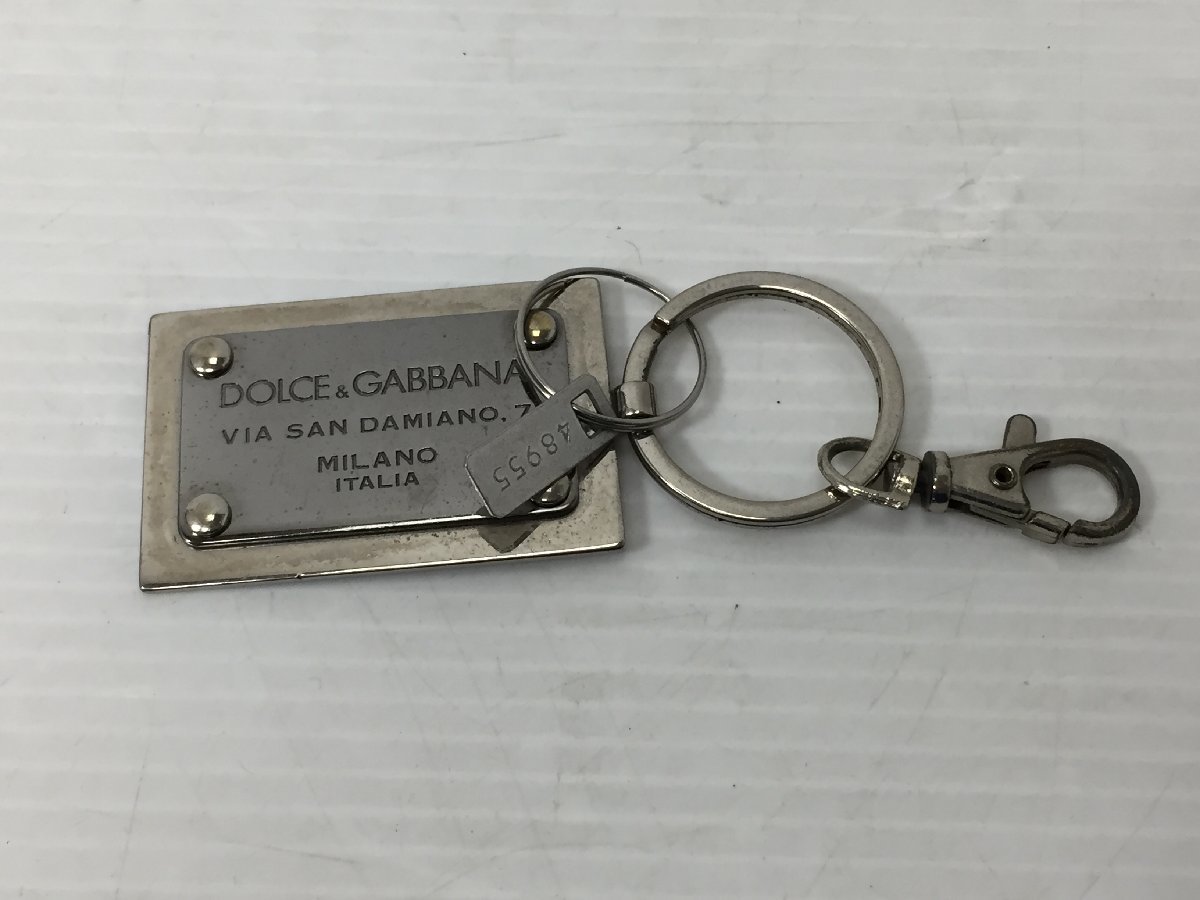 DOLCE & GABBANA
VIA SAN DAMIANO, 7
MILANO
ITALIA
48955